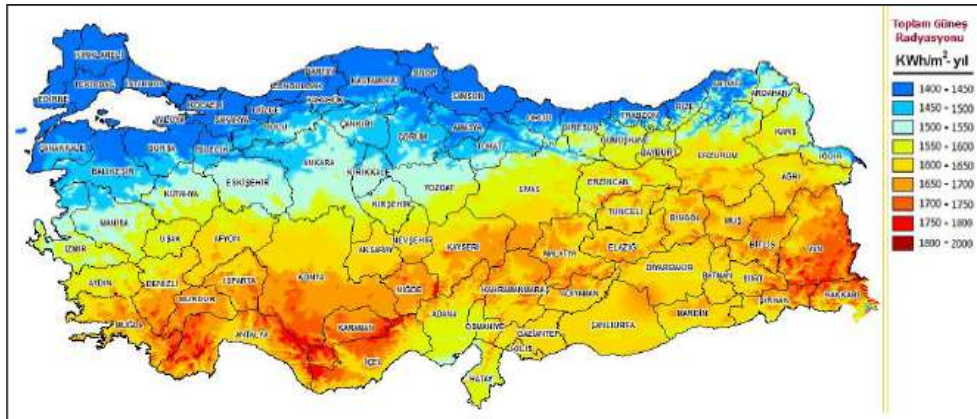 Toplam Güneş
Radyasyonu
KWh/m²-yıl
1400 - 1450
1450 - 1500
1500 - 1550
1550 - 1600
1600 - 1650
1650 - 1700
1700 - 1750
1750 - 1800
1800 - 2000
KIRKLARELİ
TEKİRDAĞ
İSTANBUL
EDİRNE
KOCAELİ
YALOVA
SAKARYA
DÜZCE
BOLU
ZONGULDAK
BARTIN
KARABÜK
KASTAMONU
SİNOP
SAMSUN
ORDU
GİRESUN
TRABZON
RİZE
ARTVİN
ARDAHAN
KARS
IĞDIR
ÇANAKKALE
BURSA
BİLECİK
BALIKESİR
ÇANKIRI
ÇORUM
AMASYA
TOKAT
GÜMÜŞHANE
BAYBURT
ERZURUM
AĞRI
KÜTAHYA
ESKİŞEHİR
ANKARA
KIRIKKALE
YOZGAT
SİVAS
ERZİNCAN
MANİSA
KIRŞEHİR
TUNCELİ
BİNGÖL
MUŞ
İZMİR
UŞAK
AFYON
AKSARAY
NEVŞEHİR
KAYSERİ
MALATYA
ELAZIĞ
BİTLİS
VAN
AYDIN
DENİZLİ
ISPARTA
KONYA
NİĞDE
KAHRAMANMARAŞ
ADIYAMAN
DİYARBAKIR
BATMAN
SİİRT
ŞIRNAK
HAKKARİ
BURDUR
MUĞLA
ANTALYA
KARAMAN
ADANA
OSMANİYE
GAZİANTEP
ŞANLIURFA
MARDİN
İÇEL
KİLİS
HATAY